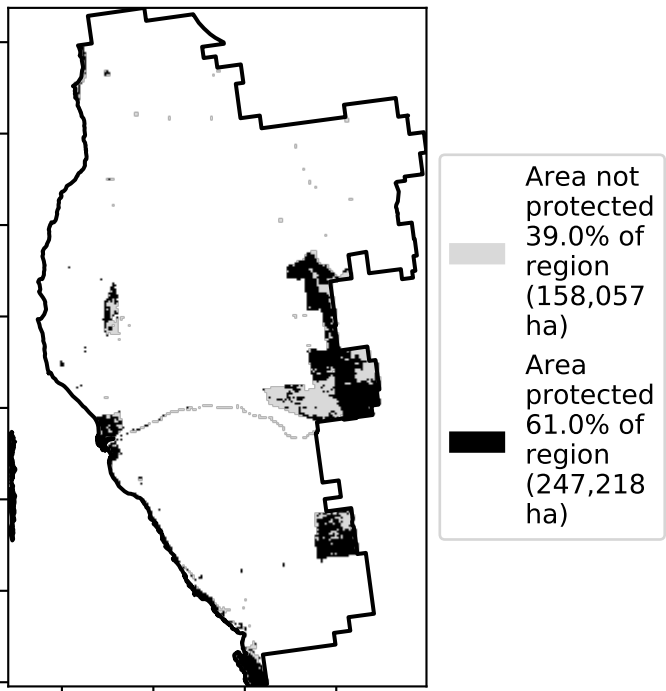 Area not
protected
39.0% of
region
(158,057
ha)
Area
protected
61.0% of
region
(247,218
ha)